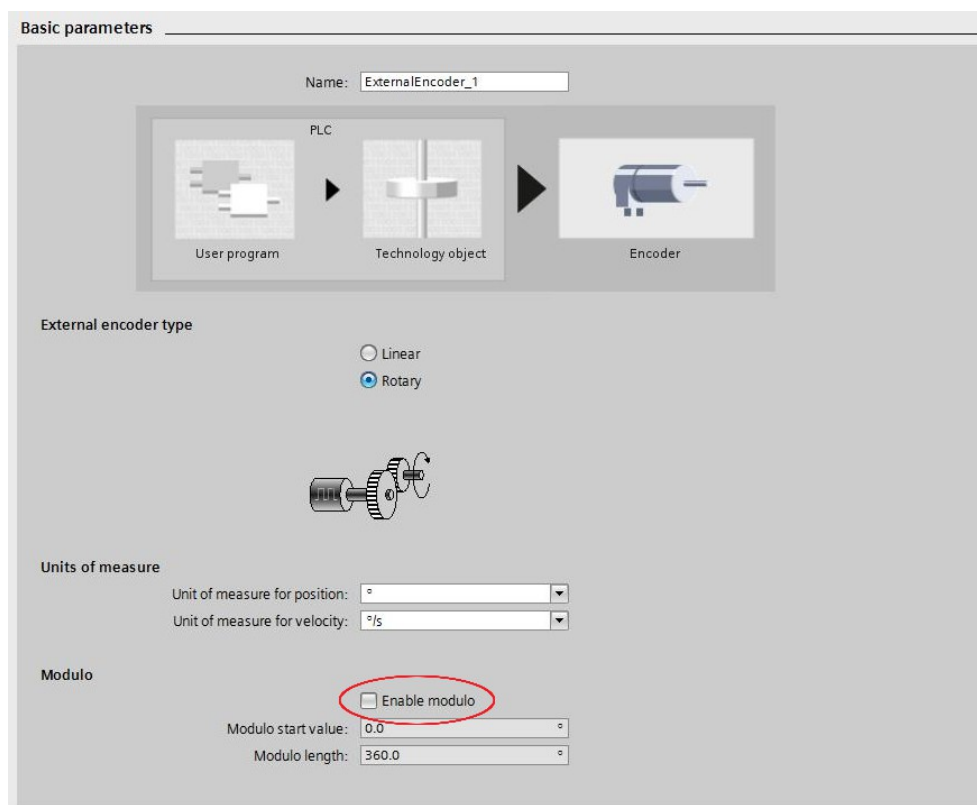 Basic parameters
Name: ExternalEncoder_1
PLC
User program
Technology object
Encoder
External encoder type
Linear
Rotary
Units of measure
Unit of measure for position: °
Unit of measure for velocity: °/s
Modulo
Enable modulo
Modulo start value: 0.0 °
Modulo length: 360.0 °